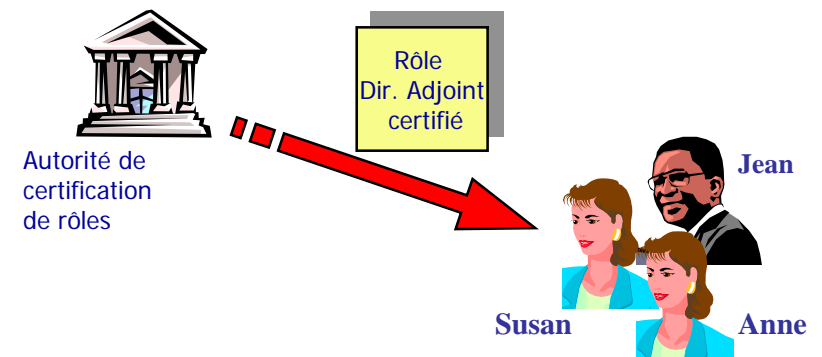 Rôle
Dir. Adjoint
certifié
Autorité de
certification
de rôles
Jean
Susan
Anne